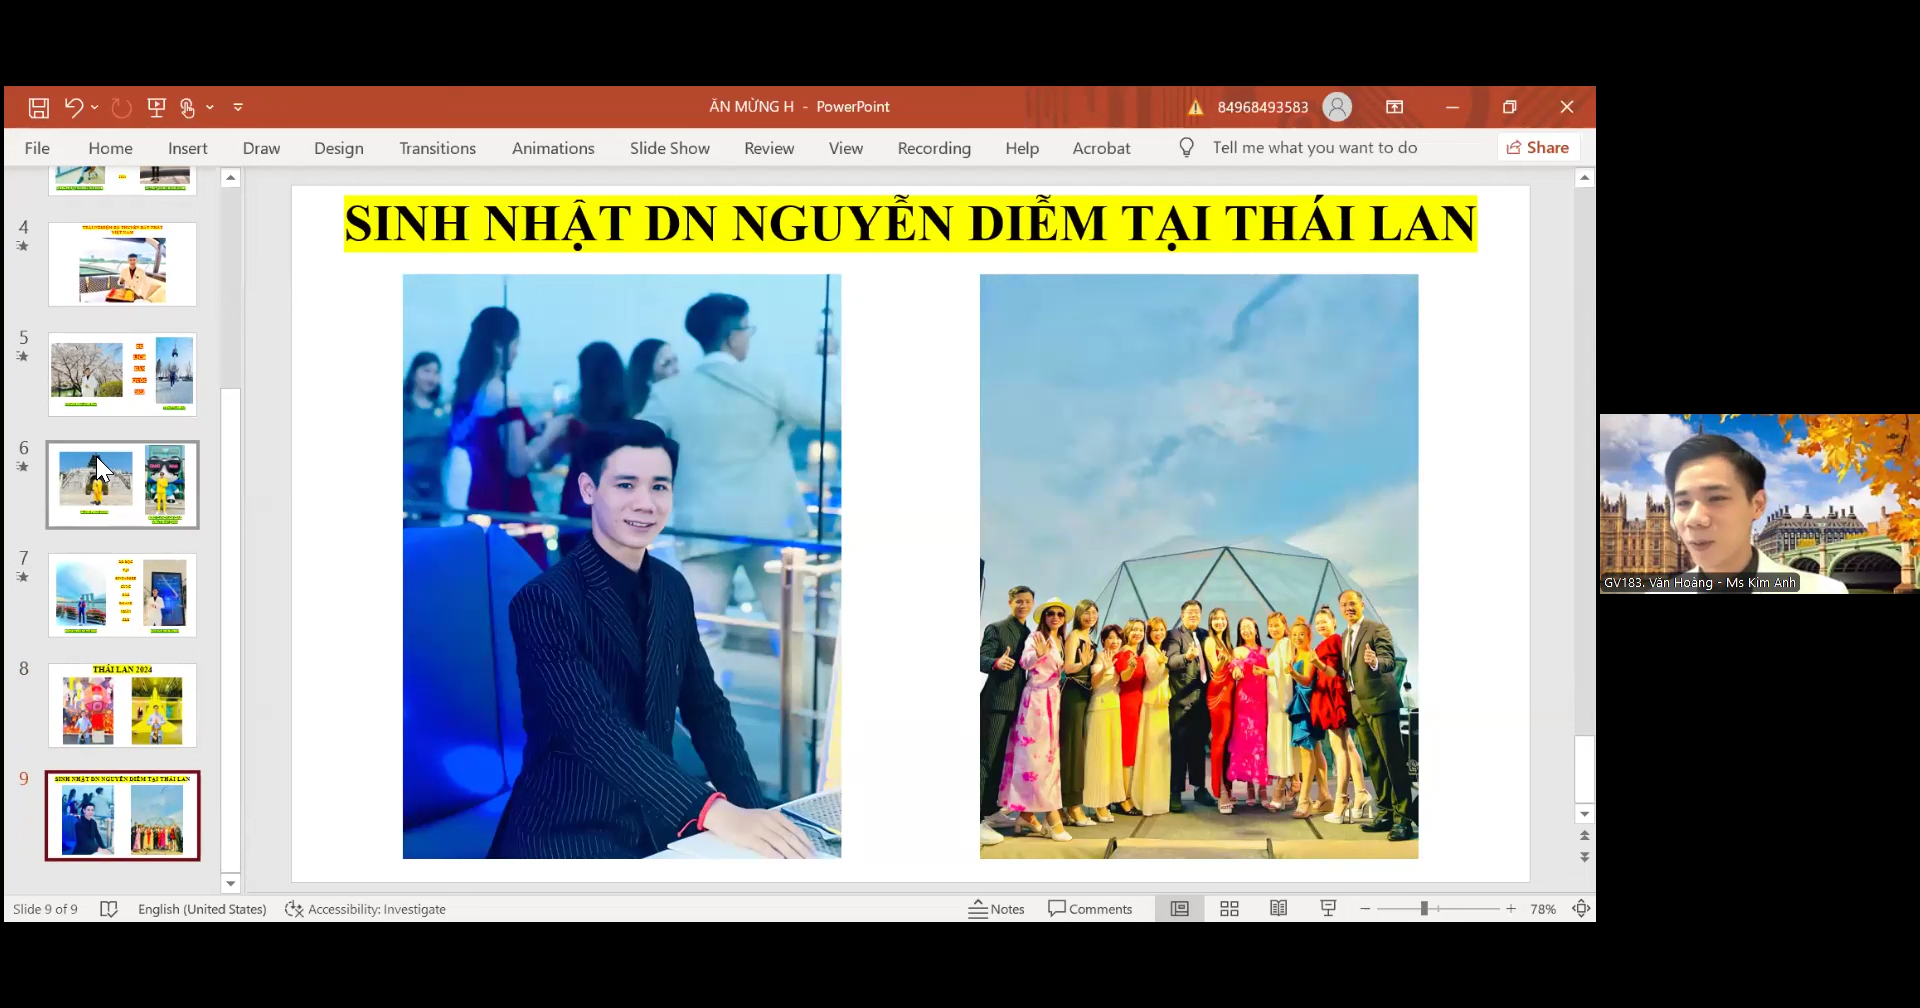 ĂN MỪNG H - PowerPoint
84968493583
File Home Insert Draw Design Transitions Animations Slide Show Review View Recording Help Acrobat Tell me what you want to do Share
SINH NHẬT DN NGUYỄN DIỄM TẠI THÁI LAN
4
5
6
7
8
THÁI LAN 2024
9
SINH NHẬT DN NGUYỄN DIỄM TẠI THÁI LAN
GV183. Văn Hoảng - Ms Kim Anh
Slide 9 of 9 English (United States) Accessibility: Investigate Notes Comments 78%